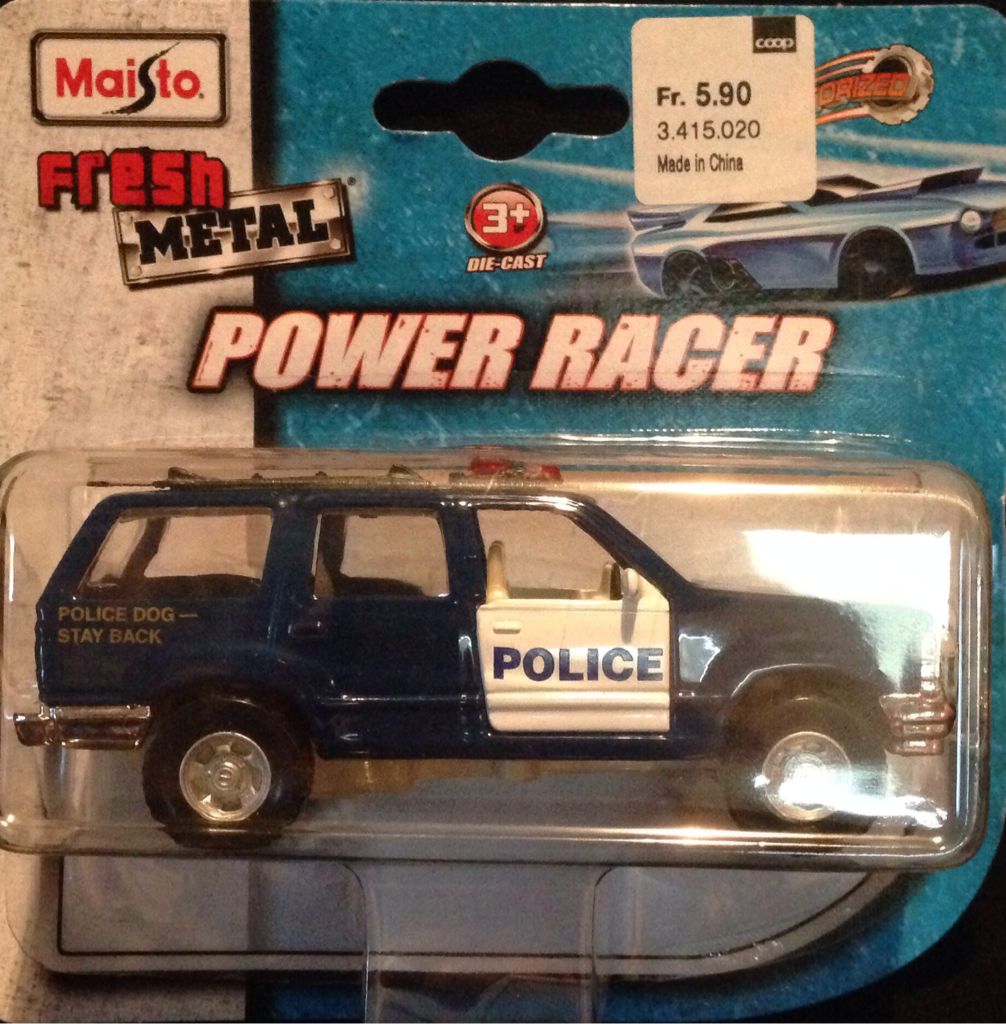 Maisto
Fresh
METAL
3+
DIE-CAST
coop
Fr. 5.90
3.415.020
Made in China
ORIZED
POWER RACER
POLICE DOG—
STAY BACK
POLICE